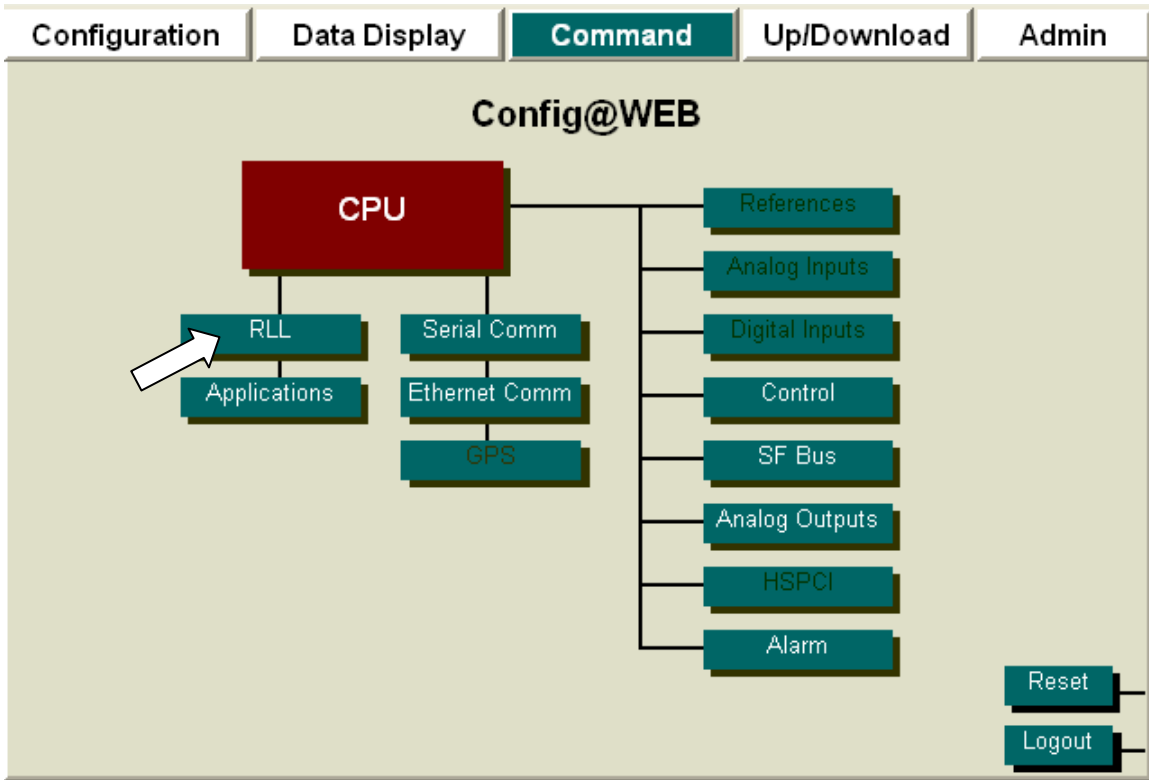 Configuration
Data Display
Command
Up/Download
Admin
Config@WEB
CPU
RLL
Applications
Serial Comm
Ethernet Comm
GPS
References
Analog Inputs
Digital Inputs
Control
SF Bus
Analog Outputs
HSPCI
Alarm
Reset
Logout